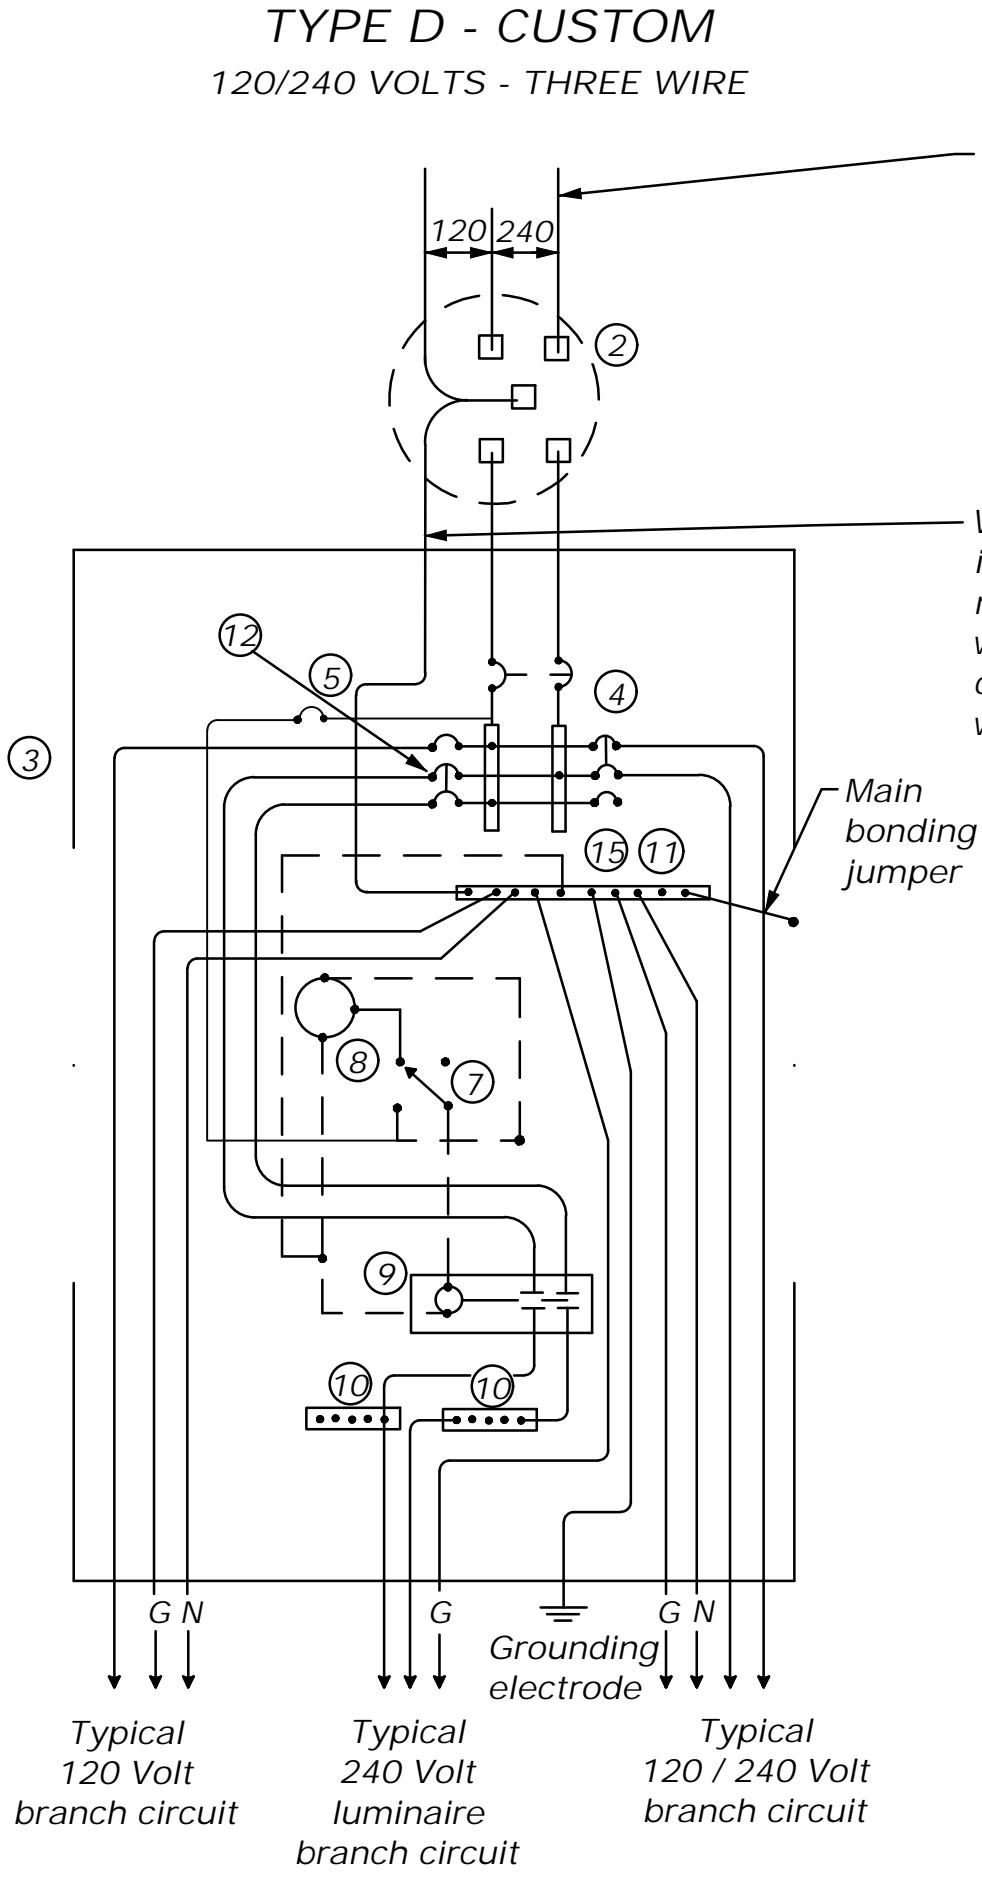 TYPE D - CUSTOM
120/240 VOLTS - THREE WIRE
120
240
2
12
5
4
3
Main
bonding
jumper
15
11
8
7
9
10
10
G N
G
G N
Grounding
electrode
Typical
120 Volt
branch circuit
Typical
240 Volt
luminaire
branch circuit
Typical
120 / 240 Volt
branch circuit